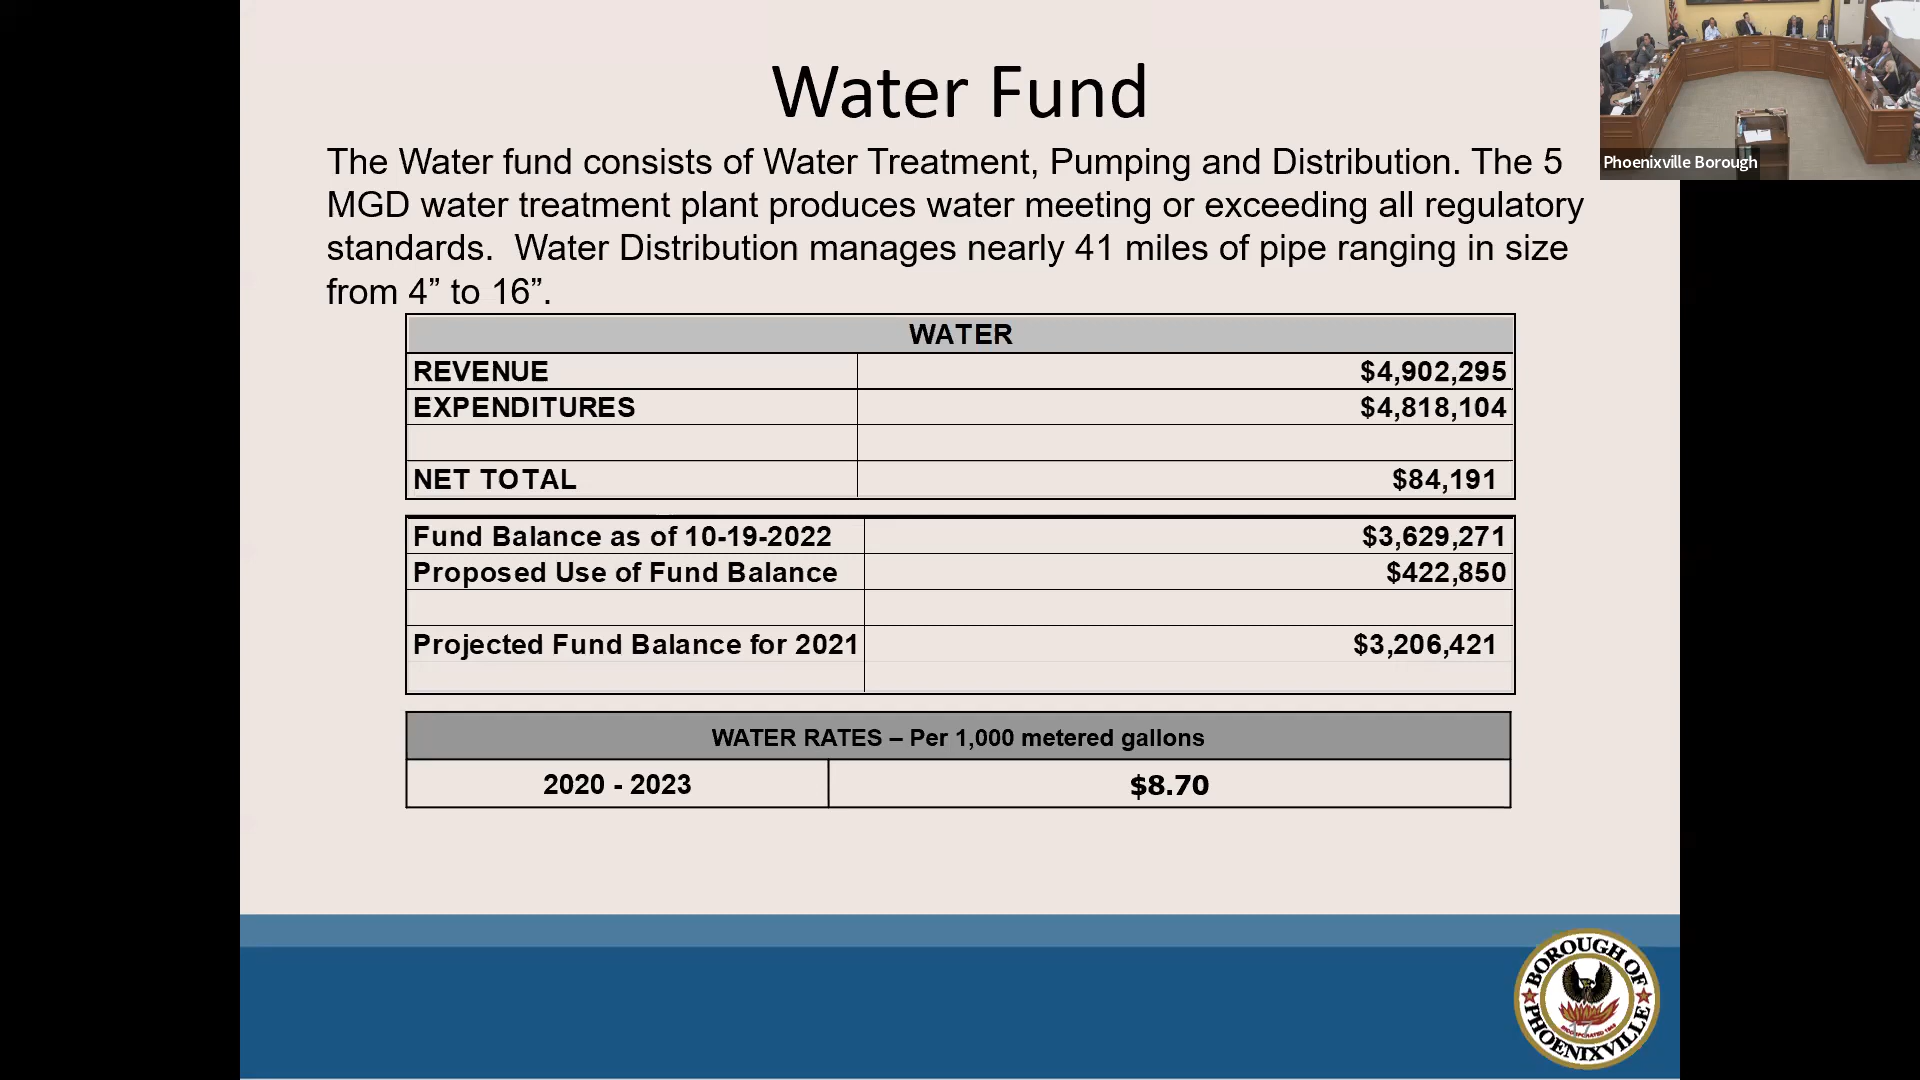 Water Fund
The Water fund consists of Water Treatment, Pumping and Distribution. The 5
MGD water treatment plant produces water meeting or exceeding all regulatory
standards.  Water Distribution manages nearly 41 miles of pipe ranging in size
from 4” to 16”.
WATER
REVENUE $4,902,295
EXPENDITURES $4,818,104
NET TOTAL $84,191
Fund Balance as of 10-19-2022 $3,629,271
Proposed Use of Fund Balance $422,850
Projected Fund Balance for 2021 $3,206,421
WATER RATES – Per 1,000 metered gallons
2020 - 2023 $8.70
Phoenixville Borough
BOROUGH OF
PHOENIXVILLE